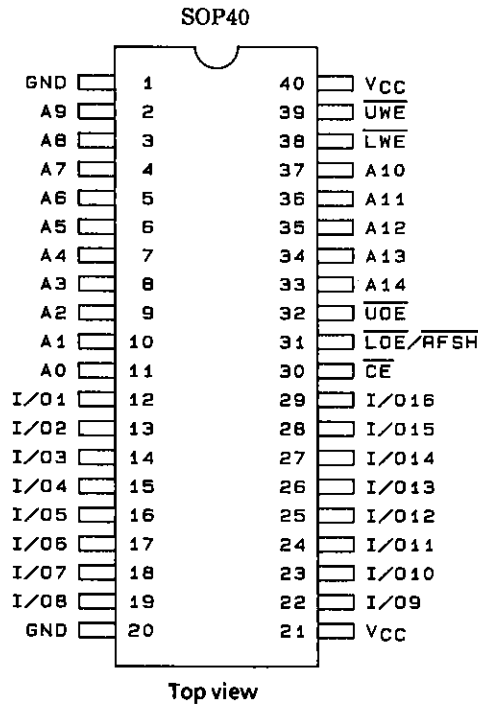 SOP40
GND 1 40 VCC
A9 2 39 UWE
A8 3 38 LWE
A7 4 37 A10
A6 5 36 A11
A5 6 35 A12
A4 7 34 A13
A3 8 33 A14
A2 9 32 UOE
A1 10 31 LOE/RFSH
A0 11 30 CE
I/O1 12 29 I/O16
I/O2 13 28 I/O15
I/O3 14 27 I/O14
I/O4 15 26 I/O13
I/O5 16 25 I/O12
I/O6 17 24 I/O11
I/O7 18 23 I/O10
I/O8 19 22 I/O9
GND 20 21 VCC
Top view